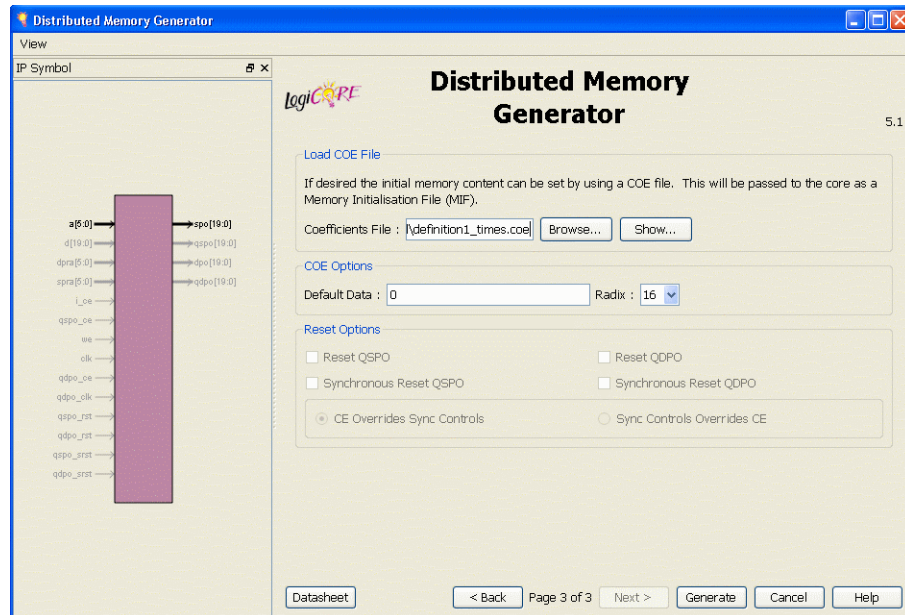 Distributed Memory Generator
View
IP Symbol
a[5:0]
d[19:0]
dpra[5:0]
spra[5:0]
i_ce
qspo_ce
we
clk
qdpo_ce
qdpo_clk
qspo_rst
qdpo_rst
qspo_srst
qdpo_srst
spo[19:0]
qspo[19:0]
dpo[19:0]
qdpo[19:0]
LogiCORE
Distributed Memory
Generator
5.1
Load COE File
If desired the initial memory content can be set by using a COE file. This will be passed to the core as a
Memory Initialisation File (MIF).
Coefficients File : \definition1_times.coe Browse... Show...
COE Options
Default Data : 0 Radix : 16
Reset Options
Reset QSPO Reset QDPO
Synchronous Reset QSPO Synchronous Reset QDPO
CE Overrides Sync Controls Sync Controls Overrides CE
Datasheet < Back Page 3 of 3 Next > Generate Cancel Help